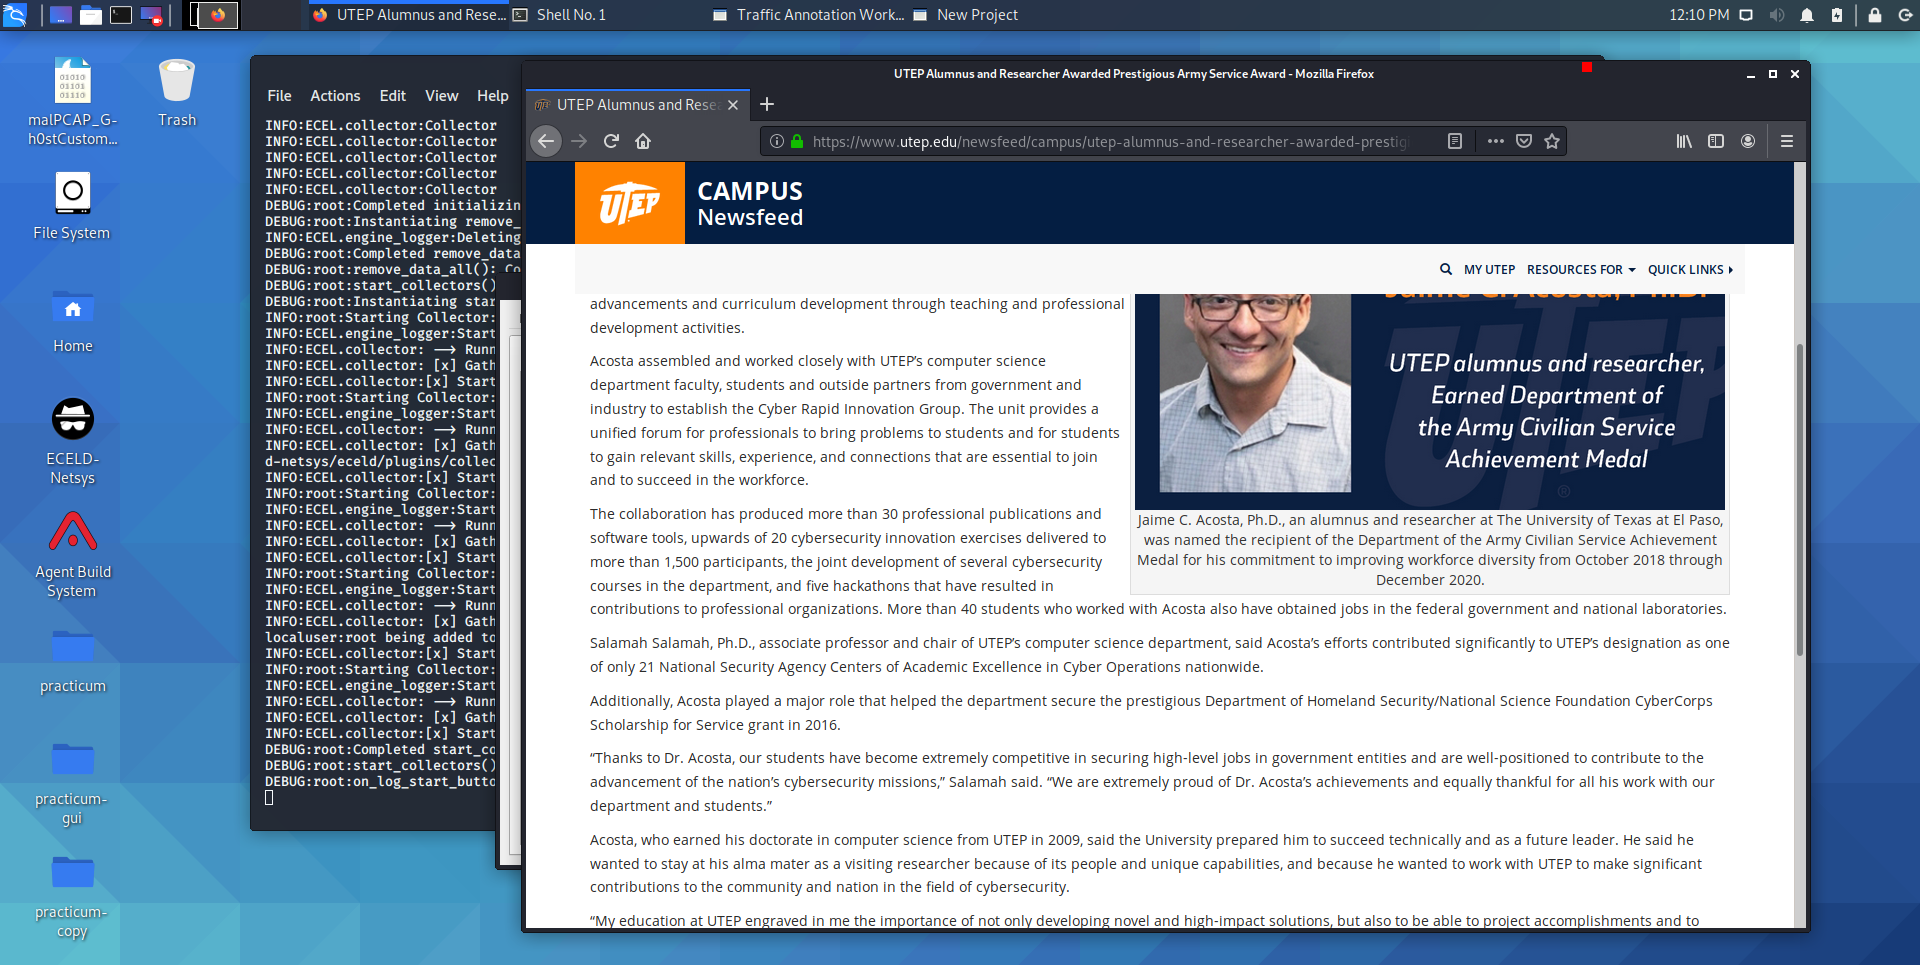 UTEP Alumnus and Rese...
Shell No. 1
Traffic Annotation Work...
New Project
12:10 PM
malPCAP_G-
h0stCustom...
Trash
File System
Home
ECELD-
Netsys
Agent Build
System
practicum
practicum-
gui
practicum-
copy
File Actions Edit View Help
INFO:ECEL.collector:Collector
INFO:ECEL.collector:Collector
INFO:ECEL.collector:Collector
INFO:ECEL.collector:Collector
INFO:ECEL.collector:Collector
DEBUG:root:Completed initializin
DEBUG:root:Instantiating remove_
INFO:ECEL.engine_logger:Deleting
DEBUG:root:Completed remove_data
DEBUG:root:remove_data_all(): Co
DEBUG:root:start_collectors()
DEBUG:root:Instantiating star
INFO:root:Starting Collector:
INFO:ECEL.engine_logger:Start
INFO:ECEL.collector: --> Runn
INFO:ECEL.collector: [x] Gath
INFO:ECEL.collector:[x] Start
INFO:root:Starting Collector:
INFO:ECEL.engine_logger:Start
INFO:ECEL.collector: --> Runn
INFO:ECEL.collector: [x] Gath
d-netsys/eceld/plugins/collec
INFO:ECEL.collector:[x] Start
INFO:root:Starting Collector:
INFO:ECEL.engine_logger:Start
INFO:ECEL.collector: --> Runn
INFO:ECEL.collector: [x] Gath
INFO:ECEL.collector:[x] Start
INFO:root:Starting Collector:
INFO:ECEL.engine_logger:Start
INFO:ECEL.collector: --> Runn
INFO:ECEL.collector: [x] Gath
localuser:root being added to
INFO:ECEL.collector:[x] Start
INFO:root:Starting Collector:
INFO:ECEL.engine_logger:Start
INFO:ECEL.collector: --> Runn
INFO:ECEL.collector: [x] Gath
INFO:ECEL.collector:[x] Start
DEBUG:root:Completed start_co
DEBUG:root:start_collectors()
DEBUG:root:on_log_start_butto
UTEP Alumnus and Researcher Awarded Prestigious Army Service Award - Mozilla Firefox
UTEP Alumnus and Resea
https://www.utep.edu/newsfeed/campus/utep-alumnus-and-researcher-awarded-prestig
UTEP
CAMPUS
Newsfeed
MY UTEP RESOURCES FOR QUICK LINKS
advancements and curriculum development through teaching and professional
development activities.
Acosta assembled and worked closely with UTEP’s computer science
department faculty, students and outside partners from government and
industry to establish the Cyber Rapid Innovation Group. The unit provides a
unified forum for professionals to bring problems to students and for students
to gain relevant skills, experience, and connections that are essential to join
and to succeed in the workforce.
Jaime C. Acosta, Ph.D.
UTEP alumnus and researcher,
Earned Department of
the Army Civilian Service
Achievement Medal
Jaime C. Acosta, Ph.D., an alumnus and researcher at The University of Texas at El Paso,
was named the recipient of the Department of the Army Civilian Service Achievement
Medal for his commitment to improving workforce diversity from October 2018 through
December 2020.
The collaboration has produced more than 30 professional publications and
software tools, upwards of 20 cybersecurity innovation exercises delivered to
more than 1,500 participants, the joint development of several cybersecurity
courses in the department, and five hackathons that have resulted in
contributions to professional organizations. More than 40 students who worked with Acosta also have obtained jobs in the federal government and national laboratories.
Salamah Salamah, Ph.D., associate professor and chair of UTEP’s computer science department, said Acosta’s efforts contributed significantly to UTEP’s designation as one
of only 21 National Security Agency Centers of Academic Excellence in Cyber Operations nationwide.
Additionally, Acosta played a major role that helped the department secure the prestigious Department of Homeland Security/National Science Foundation CyberCorps
Scholarship for Service grant in 2016.
“Thanks to Dr. Acosta, our students have become extremely competitive in securing high-level jobs in government entities and are well-positioned to contribute to the
advancement of the nation’s cybersecurity missions,” Salamah said. “We are extremely proud of Dr. Acosta’s achievements and equally thankful for all his work with our
department and students.”
Acosta, who earned his doctorate in computer science from UTEP in 2009, said the University prepared him to succeed technically and as a future leader. He said he
wanted to stay at his alma mater as a visiting researcher because of its people and unique capabilities, and because he wanted to work with UTEP to make significant
contributions to the community and nation in the field of cybersecurity.
“My education at UTEP engraved in me the importance of not only developing novel and high-impact solutions, but also to be able to project accomplishments and to